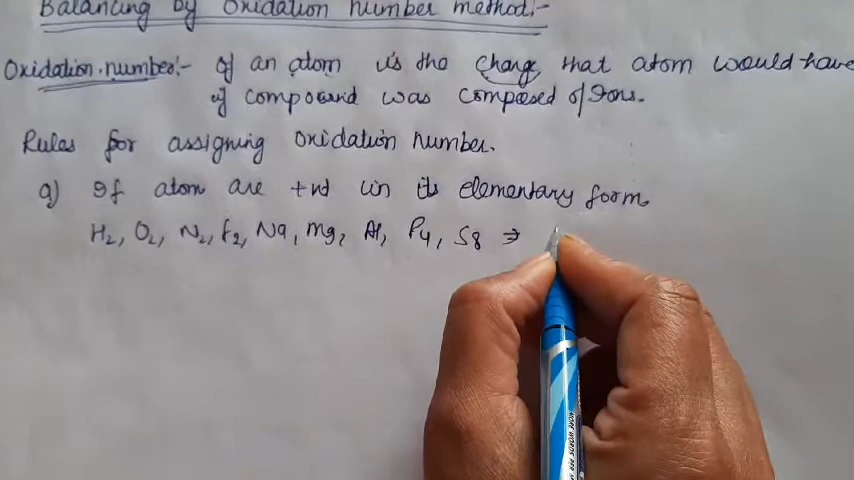 Balancing by Oxidation number method:-
Oxidation number:- of an atom is the charge that atom would have
if compound was composed of Ions.
Rules for assigning oxidation number.
a) If atom are +nd in its elementary form.
H₂, O₂, N₂, F₂, Na, Mg, Al, P₄, S₈ ⇒